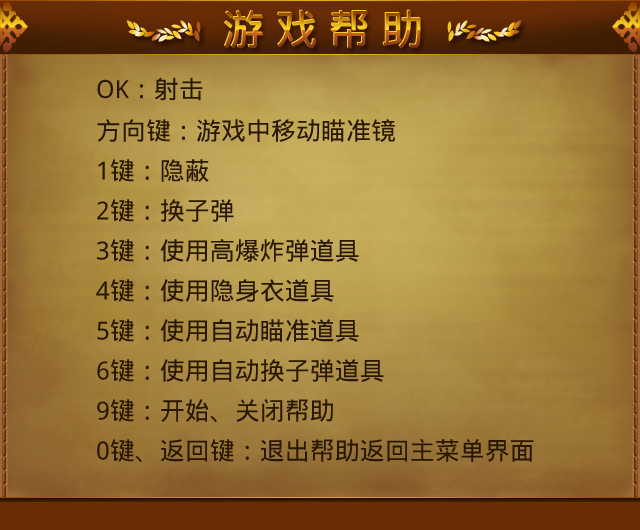 游戏帮助
OK：射击
方向键：游戏中移动瞄准镜
1键：隐蔽
2键：换子弹
3键：使用高爆炸弹道具
4键：使用隐身衣道具
5键：使用自动瞄准道具
6键：使用自动换子弹道具
9键：开始、关闭帮助
0键、返回键：退出帮助返回主菜单界面